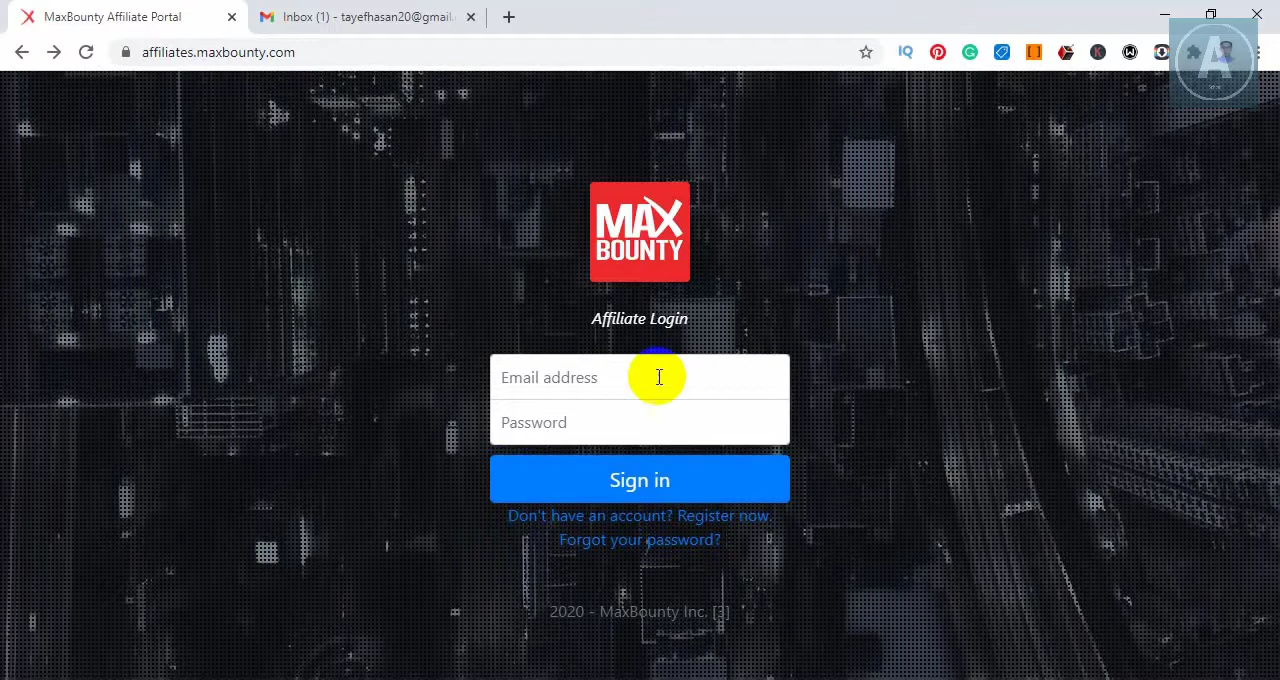 MaxBounty Affiliate Portal
Inbox (1) - tayefhasan20@gmail.
affiliates.maxbounty.com
A
MAX
BOUNTY
Affiliate Login
Email address
Password
Sign in
Don't have an account? Register now.
Forgot your password?
2020 - MaxBounty Inc. [3]